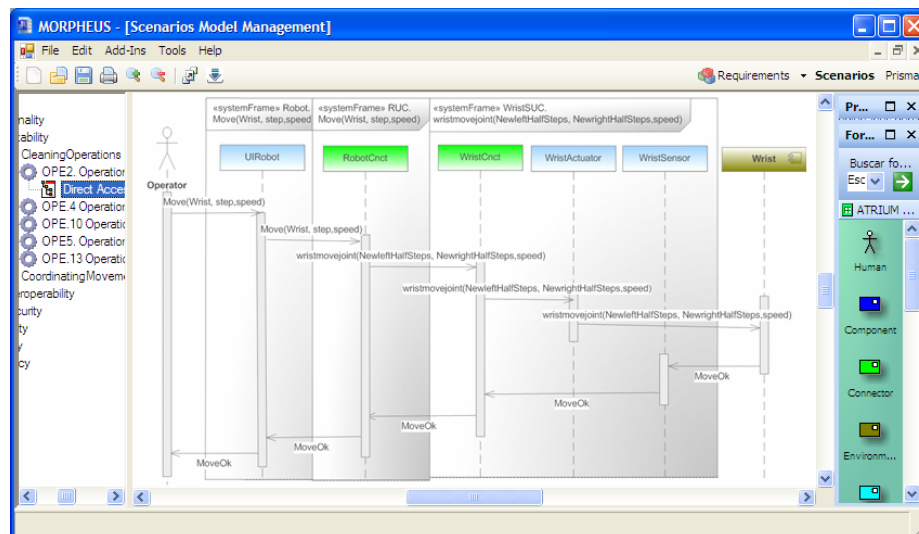 MORPHEUS - [Scenarios Model Management]
File Edit Add-Ins Tools Help
Requirements Scenarios Prisma
nality
ability
CleaningOperations
OPE2. Operation
Direct Acces
OPE.4 Operation
OPE.10 Operatio
OPE5. Operation
OPE.13 Operatio
CoordinatingMoveme
eroperability
curity
ty
y
cy
«systemFrame» Robot.
Move(Wrist, step,speed)
«systemFrame» RUC.
Move(Wrist, step,speed)
«systemFrame» WristSUC.
wristmovejoint(NewleftHalfSteps, NewrightHalfSteps,speed)
Operator
UIRobot
RobotCnct
WristCnct
WristActuator
WristSensor
Wrist
Move(Wrist, step,speed)
Move(Wrist, step,speed)
wristmovejoint(NewleftHalfSteps, NewrightHalfSteps,speed)
wristmovejoint(NewleftHalfSteps, NewrightHalfSteps,speed)
wristmovejoint(NewleftHalfSteps, NewrightHalfSteps,speed)
MoveOk
MoveOk
MoveOk
MoveOk
MoveOk
Pr...
For...
Buscar fo...
Esc
ATRIUM ...
Human
Component
Connector
Environm...